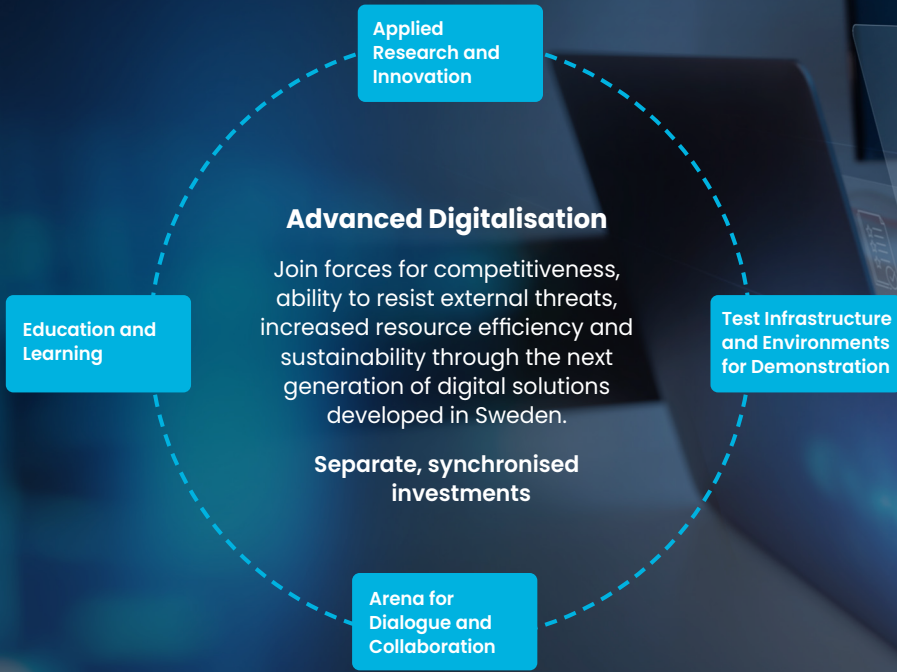 Applied
Research and
Innovation
Advanced Digitalisation
Join forces for competitiveness,
ability to resist external threats,
increased resource efficiency and
sustainability through the next
generation of digital solutions
developed in Sweden.
Separate, synchronised
investments
Education and
Learning
Test Infrastructure
and Environments
for Demonstration
Arena for
Dialogue and
Collaboration